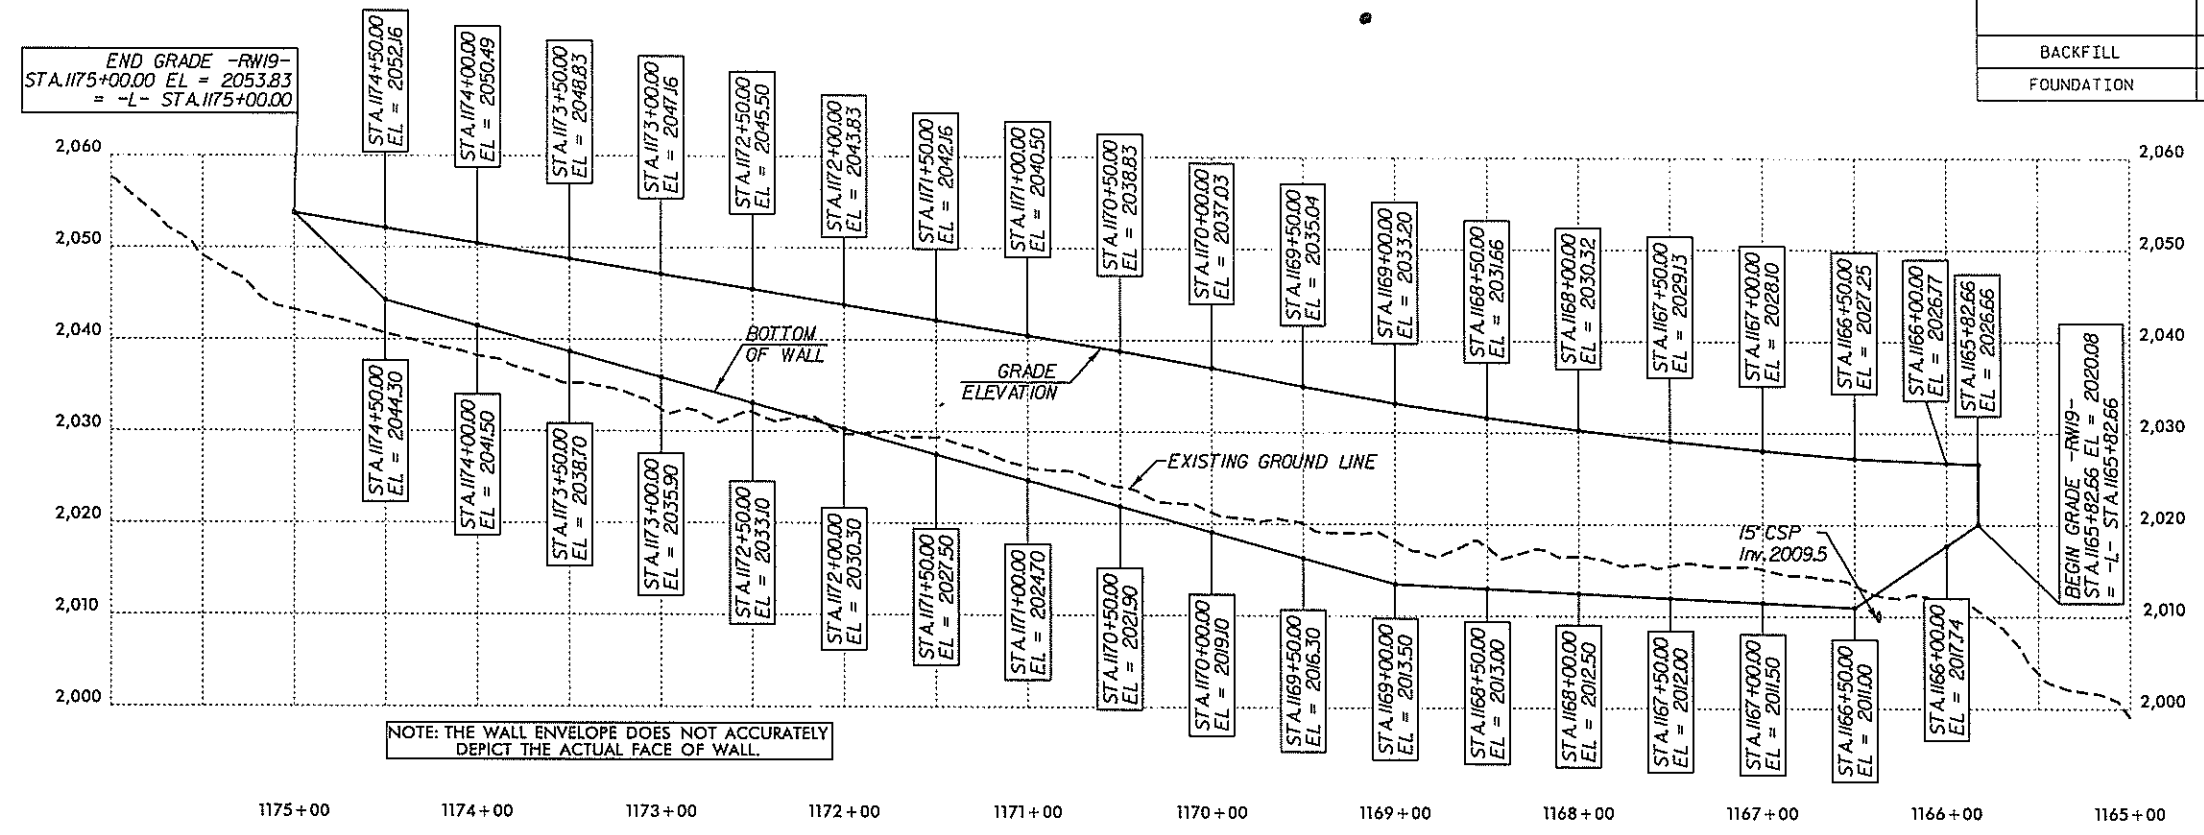 BACKFILL
FOUNDATION
END GRADE -RW19-
STA.1175+00.00 EL = 2053.83
= -L- STA.1175+00.00
STA.1174+50.00
EL = 2052.16
STA.1174+00.00
EL = 2050.49
STA.1173+50.00
EL = 2048.83
STA.1173+00.00
EL = 2047.16
STA.1172+50.00
EL = 2045.50
STA.1172+00.00
EL = 2043.83
STA.1171+50.00
EL = 2042.16
STA.1171+00.00
EL = 2040.50
STA.1170+50.00
EL = 2038.83
STA.1170+00.00
EL = 2037.03
STA.1169+50.00
EL = 2035.04
STA.1169+00.00
EL = 2033.20
STA.1168+50.00
EL = 2031.66
STA.1168+00.00
EL = 2030.32
STA.1167+50.00
EL = 2029.13
STA.1167+00.00
EL = 2028.10
STA.1166+50.00
EL = 2027.25
STA.1166+00.00
EL = 2026.77
STA.1165+82.66
EL = 2026.66
BEGIN GRADE -RW19-
STA.1165+82.66 EL = 2020.08
= -L- STA.1165+82.66
2,060
2,050
2,040
2,030
2,020
2,010
2,000
2,060
2,050
2,040
2,030
2,020
2,010
2,000
BOTTOM
OF WALL
GRADE
ELEVATION
EXISTING GROUND LINE
15" CSP
Inv. 2009.5
STA.1174+50.00
EL = 2044.30
STA.1174+00.00
EL = 2041.50
STA.1173+50.00
EL = 2038.70
STA.1173+00.00
EL = 2035.90
STA.1172+50.00
EL = 2033.10
STA.1172+00.00
EL = 2030.30
STA.1171+50.00
EL = 2027.50
STA.1171+00.00
EL = 2024.70
STA.1170+50.00
EL = 2021.90
STA.1170+00.00
EL = 2019.10
STA.1169+50.00
EL = 2016.30
STA.1169+00.00
EL = 2013.50
STA.1168+50.00
EL = 2013.00
STA.1168+00.00
EL = 2012.50
STA.1167+50.00
EL = 2012.00
STA.1167+00.00
EL = 2011.50
STA.1166+50.00
EL = 2011.00
STA.1166+00.00
EL = 2017.74
NOTE: THE WALL ENVELOPE DOES NOT ACCURATELY
DEPICT THE ACTUAL FACE OF WALL.
1175+00
1174+00
1173+00
1172+00
1171+00
1170+00
1169+00
1168+00
1167+00
1166+00
1165+00